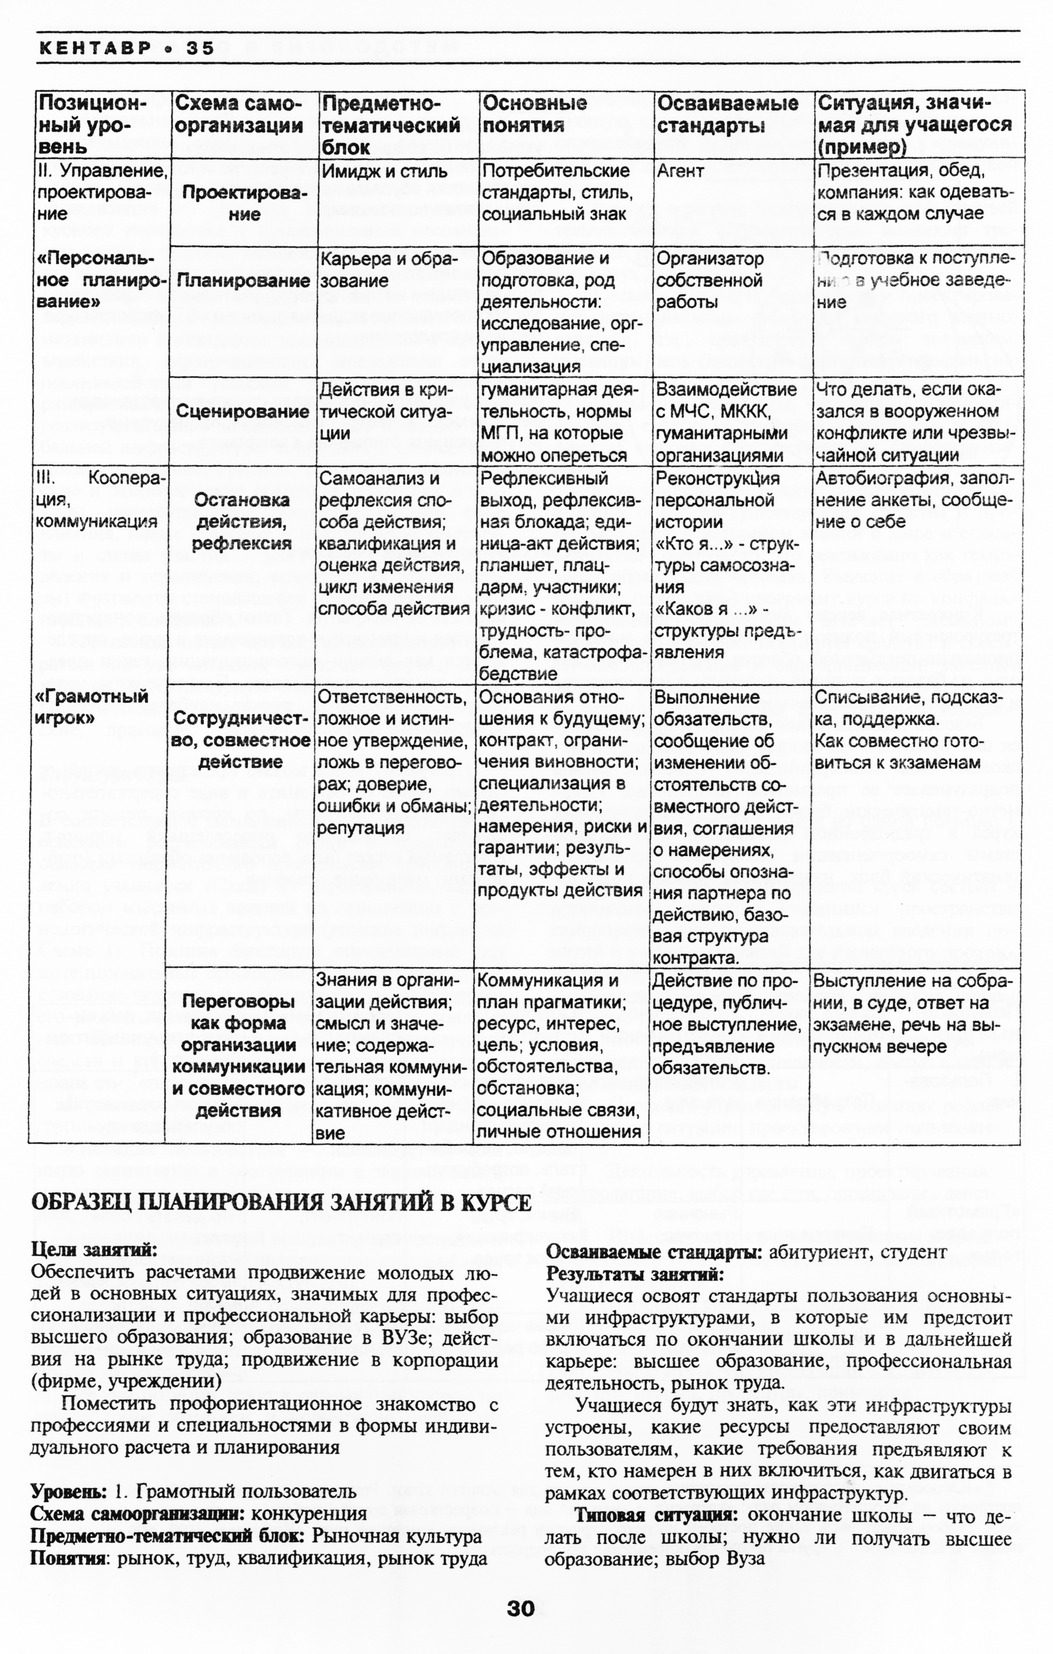 КЕНТАВР • 35
Позицион-
ный уро-
вень
Схема само-
организации
Предметно-
тематический
блок
Основные
понятия
Осваиваемые
стандарты
Ситуация, значи-
мая для учащегося
(пример)
II. Управление,
проектирова-
ние
«Персональ-
ное планиро-
вание»
Проектирова-
ние
Имидж и стиль
Потребительские
стандарты, стиль,
социальный знак
Агент
Презентация, обед,
компания: как одевать-
ся в каждом случае
Планирование
Карьера и обра-
зование
Образование и
подготовка, род
деятельности:
исследование, орг-
управление, спе-
циализация
Организатор
собственной
работы
Подготовка к поступле-
нию в учебное заведе-
ние
Сценирование
Действия в кри-
тической ситуа-
ции
гуманитарная дея-
тельность, нормы
МГП, на которые
можно опереться
Взаимодействие
с МЧС, МККК,
гуманитарными
организациями
Что делать, если ока-
зался в вооруженном
конфликте или чрезвы-
чайной ситуации
III. Коопера-
ция,
коммуникация
«Грамотный
игрок»
Остановка
действия,
рефлексия
Самоанализ и
рефлексия спо-
соба действия;
квалификация и
оценка действия,
цикл изменения
способа действия
Рефлексивный
выход, рефлексив-
ная блокада; еди-
ница-акт действия;
планшет, плац-
дарм, участники;
кризис - конфликт,
трудность- про-
блема, катастрофа-
бедствие
Реконструкция
персональной
истории
«Кто я...» - струк-
туры самосозна-
ния
«Каков я ...» -
структуры предъ-
явления
Автобиография, запол-
нение анкеты, сообще-
ние о себе
Сотрудничест-
во, совместное
действие
Ответственность,
ложное и истин-
ное утверждение,
ложь в перегово-
рах; доверие,
ошибки и обманы;
репутация
Основания отно-
шения к будущему;
контракт, ограни-
чения виновности;
специализация в
деятельности;
намерения, риски и
гарантии; резуль-
таты, эффекты и
продукты действия
Выполнение
обязательств,
сообщение об
изменении об-
стоятельств со-
вместного дейст-
вия, соглашения
о намерениях,
способы опозна-
ния партнера по
действию, базо-
вая структура
контракта.
Списывание, подсказ-
ка, поддержка.
Как совместно гото-
виться к экзаменам
Переговоры
как форма
организации
коммуникации
и совместного
действия
Знания в органи-
зации действия;
смысл и значе-
ние; содержа-
тельная коммуни-
кация; коммуни-
кативное дейст-
вие
Коммуникация и
план прагматики;
ресурс, интерес,
цель; условия,
обстоятельства,
обстановка;
социальные связи,
личные отношения
Действие по про-
цедуре, публич-
ное выступление,
предъявление
обязательств.
Выступление на собра-
нии, в суде, ответ на
экзамене, речь на вы-
пускном вечере
ОБРАЗЕЦ ПЛАНИРОВАНИЯ ЗАНЯТИЙ В КУРСЕ
Цели занятий:
Обеспечить расчетами продвижение молодых лю-
дей в основных ситуациях, значимых для профес-
сионализации и профессиональной карьеры: выбор
высшего образования; образование в ВУЗе; дейст-
вия на рынке труда; продвижение в корпорации
(фирме, учреждении)
Поместить профориентационное знакомство с
профессиями и специальностями в формы индиви-
дуального расчета и планирования
Уровень: 1. Грамотный пользователь
Схема самоорганизации: конкуренция
Предметно-тематический блок: Рыночная культура
Понятия: рынок, труд, квалификация, рынок труда
Осваиваемые стандарты: абитуриент, студент
Результаты занятий:
Учащиеся освоят стандарты пользования основны-
ми инфраструктурами, в которые им предстоит
включаться по окончании школы и в дальнейшей
карьере: высшее образование, профессиональная
деятельность, рынок труда.
Учащиеся будут знать, как эти инфраструктуры
устроены, какие ресурсы предоставляют своим
пользователям, какие требования предъявляют к
тем, кто намерен в них включиться, как двигаться в
рамках соответствующих инфраструктур.
Типовая ситуация: окончание школы — что де-
лать после школы; нужно ли получать высшее
образование; выбор Вуза
30